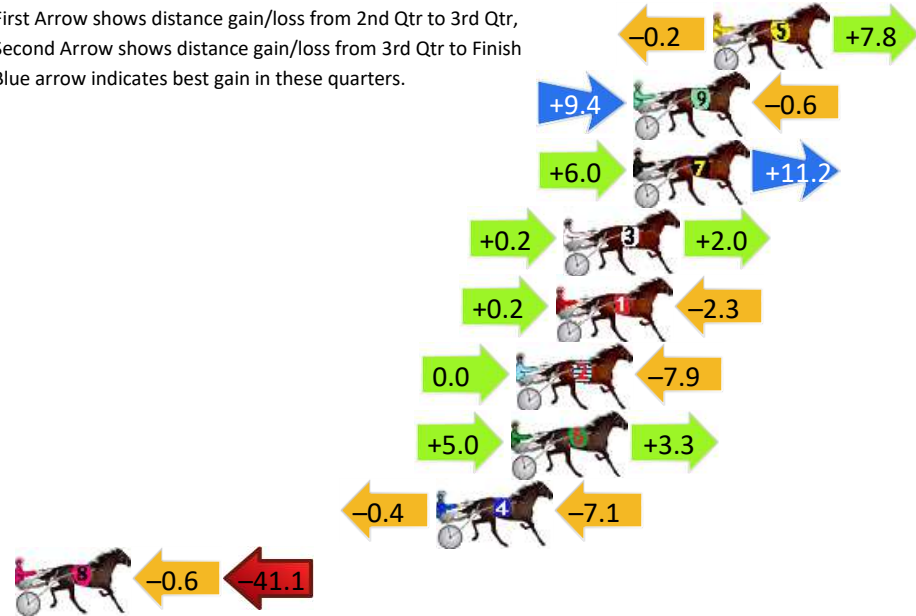 First Arrow shows distance gain/loss from 2nd Qtr to 3rd Qtr,
Second Arrow shows distance gain/loss from 3rd Qtr to Finish
Blue arrow indicates best gain in these quarters.
–0.2 5 +7.8
+9.4 9 –0.6
+6.0 7 +11.2
+0.2 3 +2.0
+0.2 1 –2.3
0.0 2 –7.9
+5.0 6 +3.3
–0.4 4 –7.1
8 –0.6 –41.1